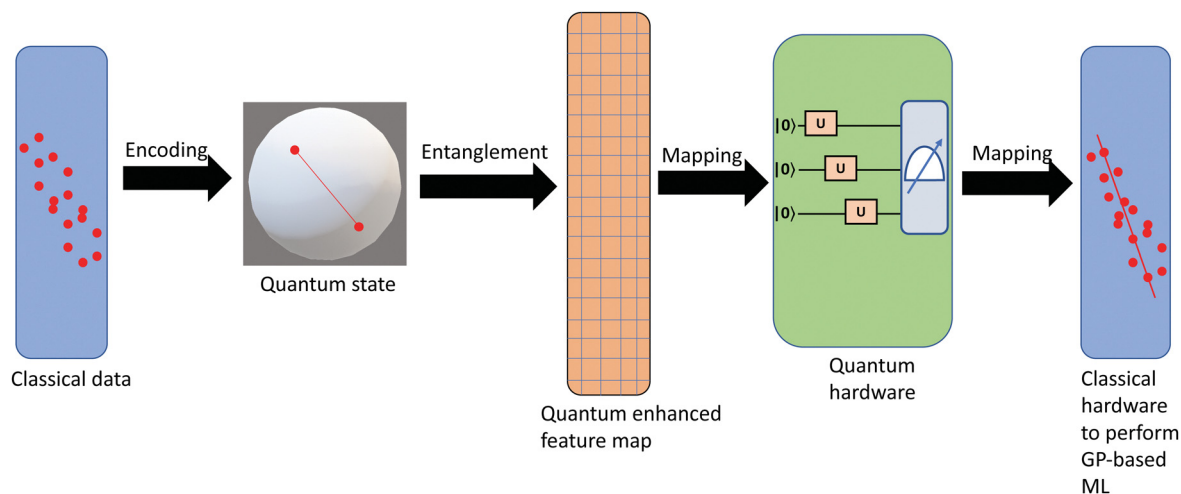 Classical data
Encoding
Quantum state
Entanglement
Quantum enhanced
feature map
Mapping
|0⟩ U
|0⟩ U
|0⟩ U
Quantum
hardware
Mapping
Classical
hardware
to perform
GP-based
ML